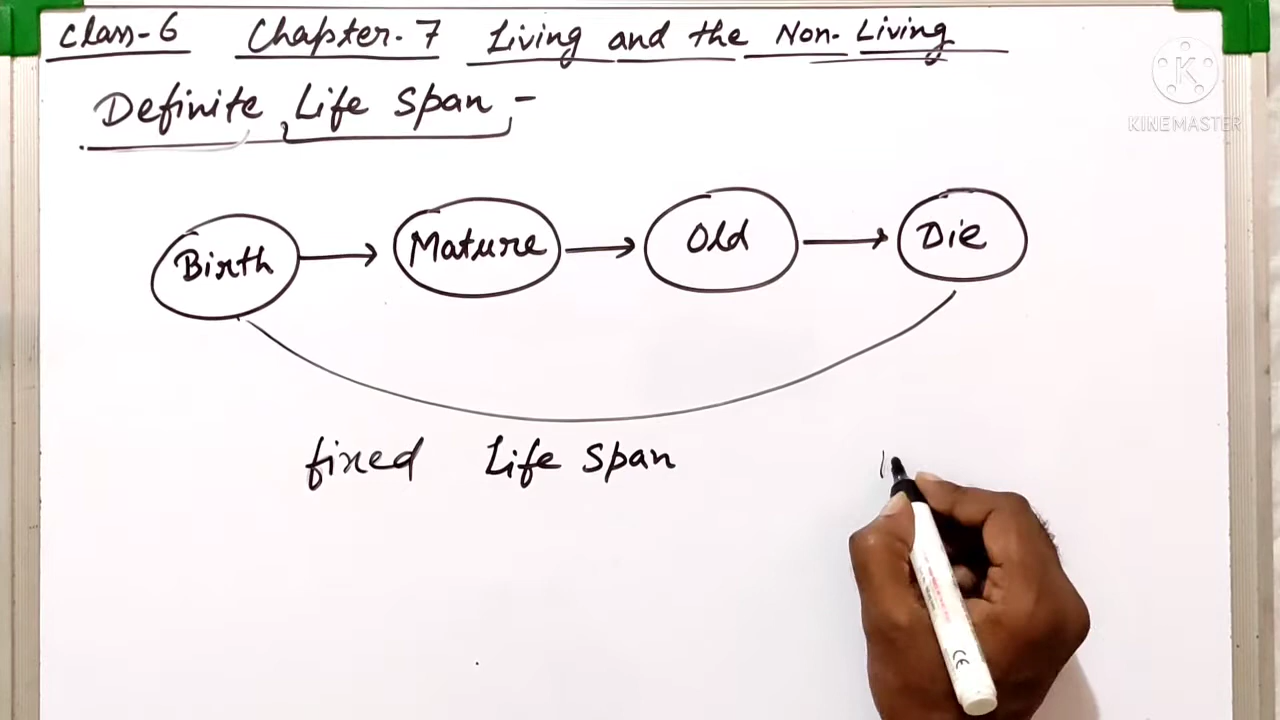 Class-6 Chapter-7 Living and the Non-Living
Definite Life Span -
Birth → Mature → Old → Die
fixed Life Span
K
KINEMASTER
CE